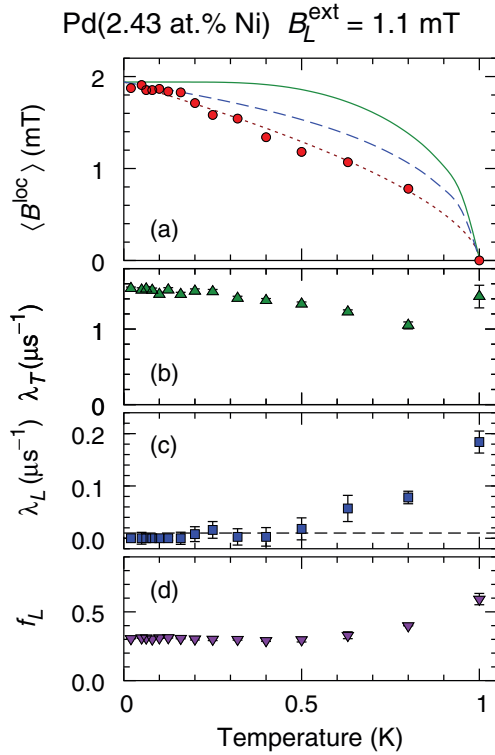 Pd(2.43 at.% Ni) B_L^ext = 1.1 mT
2
1
0
⟨B^loc⟩ (mT)
(a)
1
0
λ_T (μs⁻¹)
(b)
0.2
0.1
0.0
λ_L (μs⁻¹)
(c)
0.5
0.0
f_L
(d)
0 0.5 1
Temperature (K)